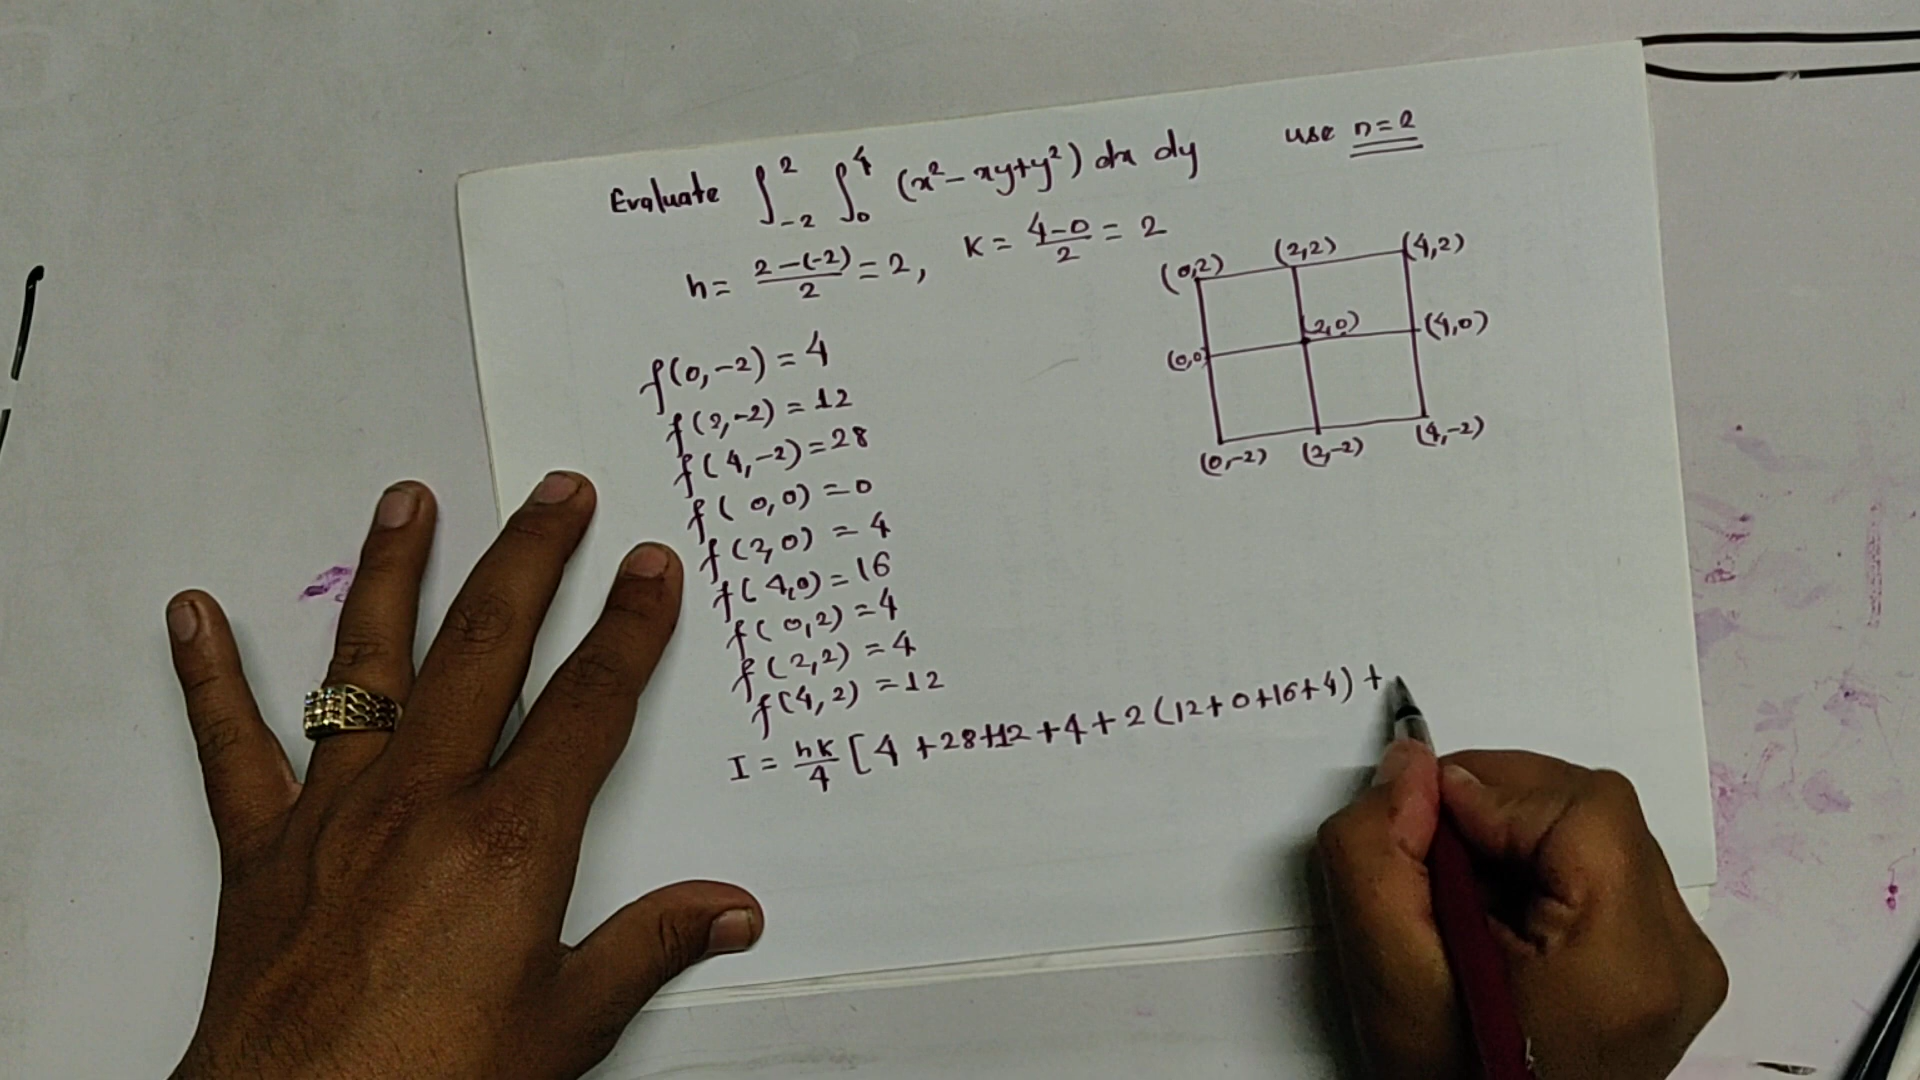 Evaluate ∫_{-2}^{2} ∫_{0}^{4} (x² - xy + y²) dx dy use n=2
h = \frac{2-(-2)}{2} = 2, K = \frac{4-0}{2} = 2
(0,2) (2,2) (4,2)
(0,0) (2,0) (4,0)
(0,-2) (2,-2) (4,-2)
f(0,-2) = 4
f(2,-2) = 12
f(4,-2) = 28
f(0,0) = 0
f(2,0) = 4
f(4,0) = 16
f(0,2) = 4
f(2,2) = 4
f(4,2) = 12
I = \frac{hk}{4} [4 + 28 + 12 + 4 + 2(12+0+16+4) +